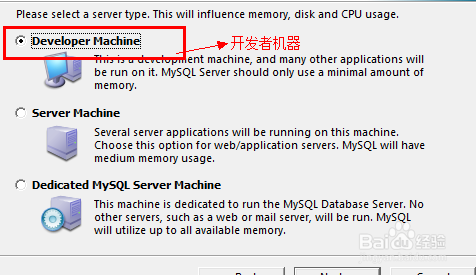 Please select a server type. This will influence memory, disk and CPU usage.
Developer Machine
开发者机器
This is a development machine, and many other applications will
be run on it. MySQL Server should only use a minimal amount of
memory.
Server Machine
Several server applications will be running on this machine.
Choose this option for web/application servers. MySQL will have
medium memory usage.
Dedicated MySQL Server Machine
This machine is dedicated to run the MySQL Database Server. No
other servers, such as a web or mail server, will be run. MySQL
will utilize up to all available memory.
Baidu经验